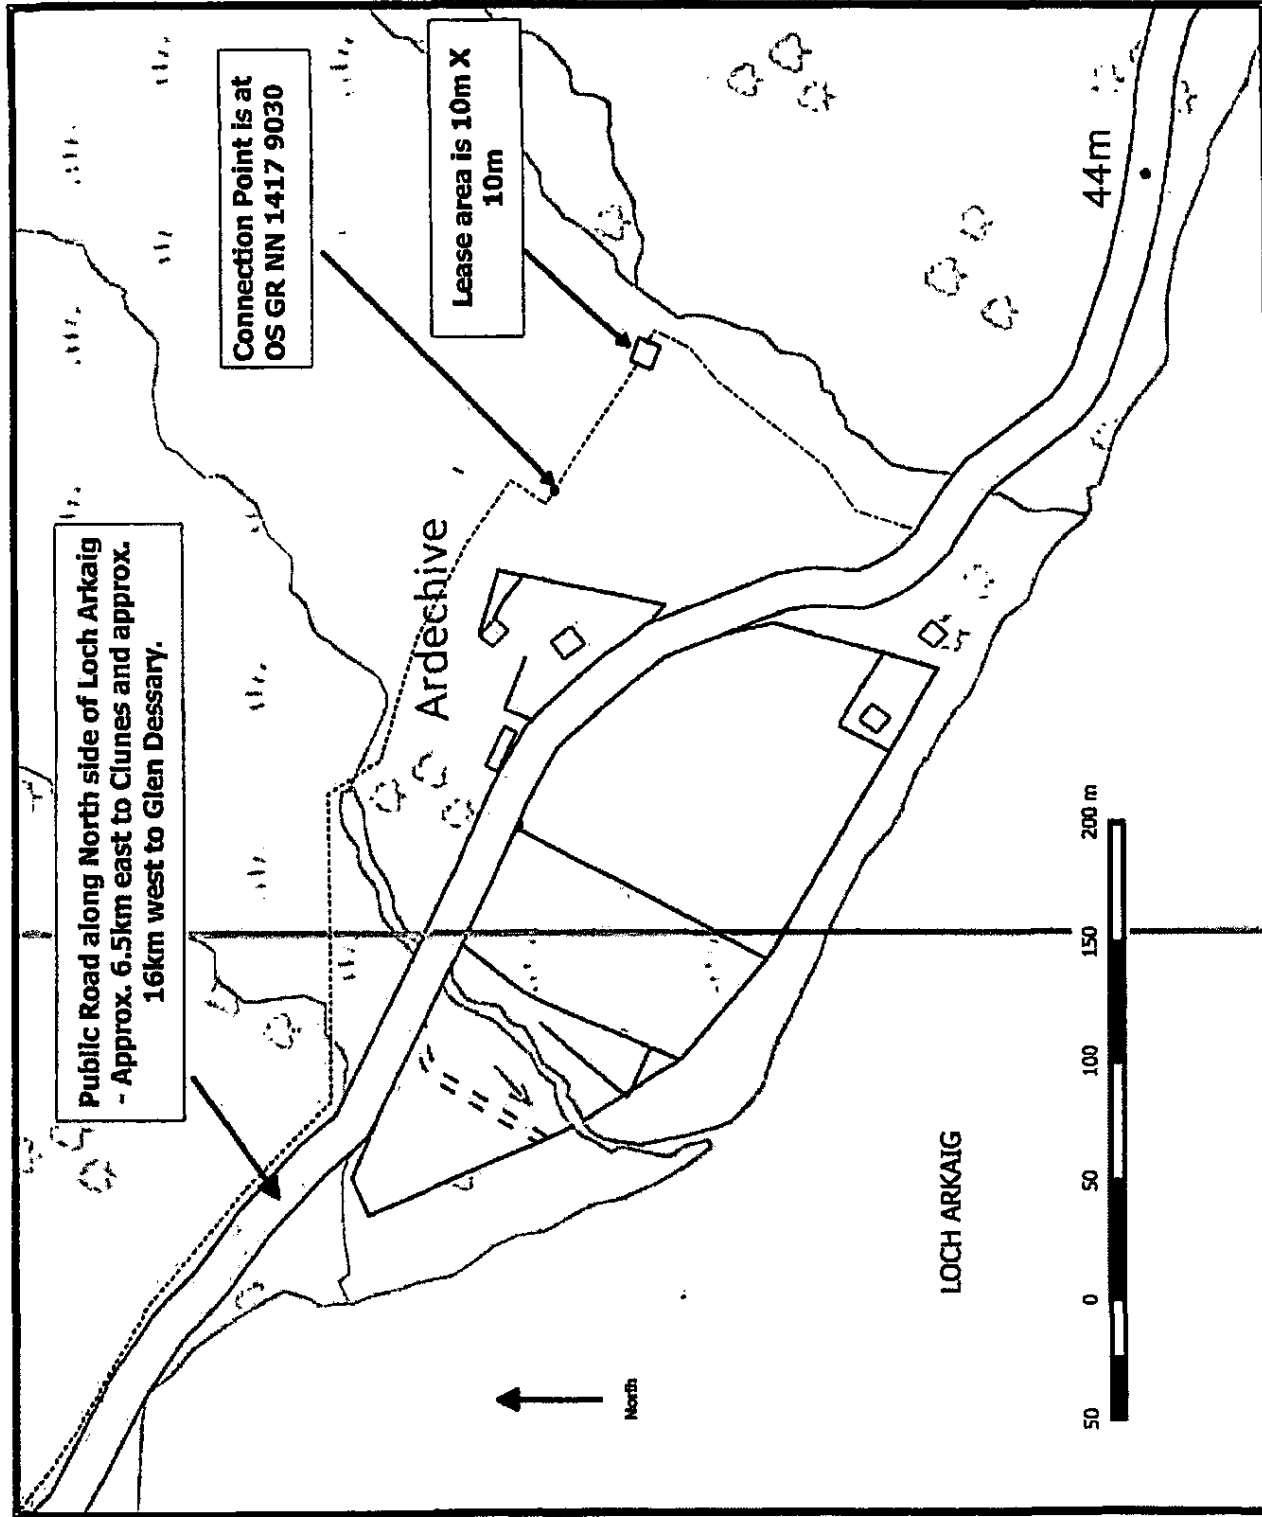 Public Road along North side of Loch Arkaig
- Approx. 6.5km east to Clunes and approx.
16km west to Glen Dessary.
Connection Point is at
OS GR NN 1417 9030
Lease area is 10m X
10m
Ardechive
44m
North
LOCH ARKAIG
50
0
50
100
150
200 m